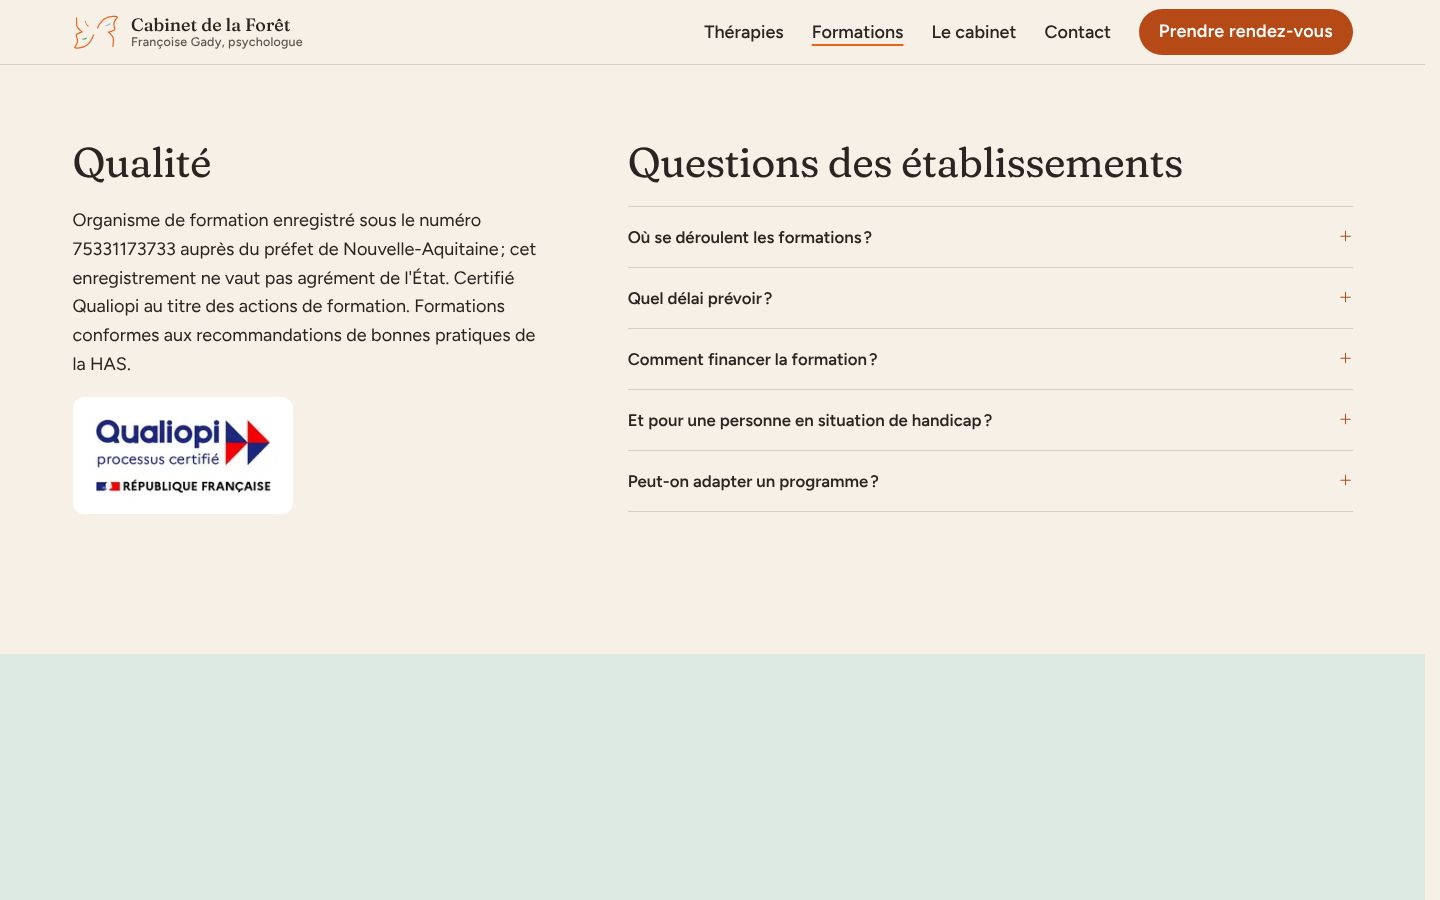 Cabinet de la Forêt
Françoise Gady, psychologue
Thérapies
Formations
Le cabinet
Contact
Prendre rendez-vous
Qualité
Organisme de formation enregistré sous le numéro
75331173733 auprès du préfet de Nouvelle-Aquitaine ; cet
enregistrement ne vaut pas agrément de l'État. Certifié
Qualiopi au titre des actions de formation. Formations
conformes aux recommandations de bonnes pratiques de
la HAS.
Qualiopi
processus certifié
RÉPUBLIQUE FRANÇAISE
Questions des établissements
Où se déroulent les formations ?
Quel délai prévoir ?
Comment financer la formation ?
Et pour une personne en situation de handicap ?
Peut-on adapter un programme ?